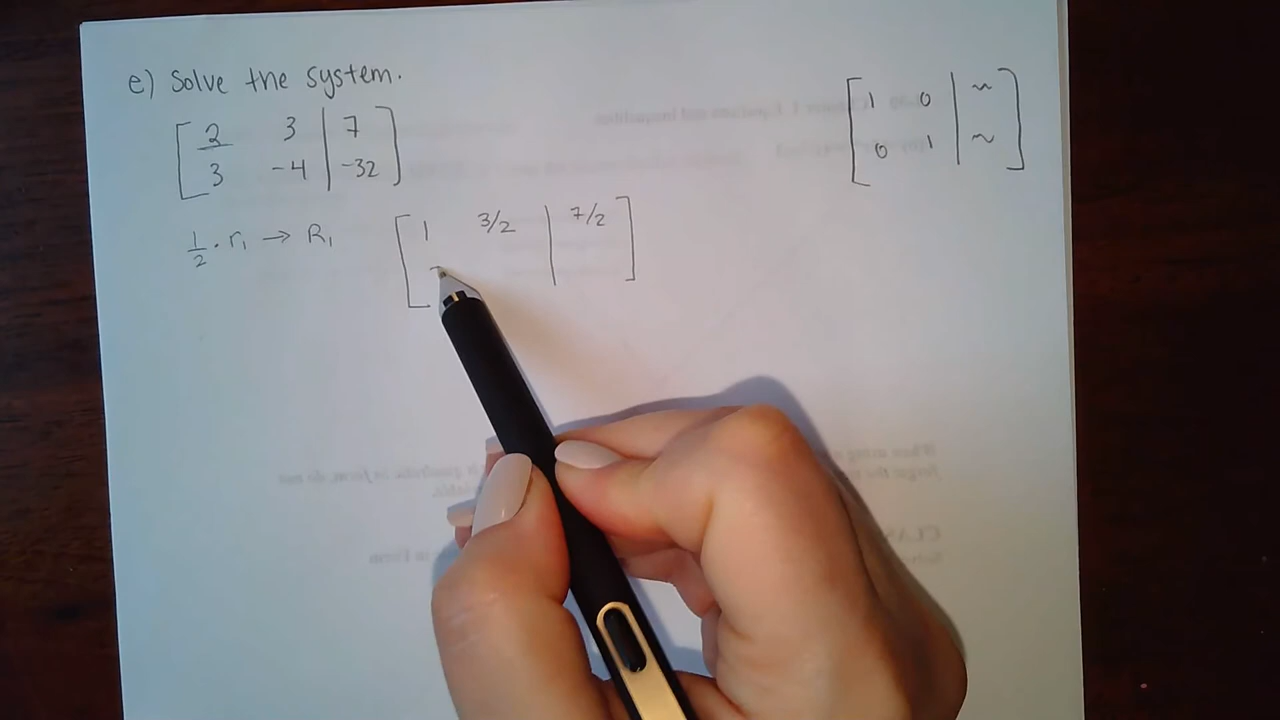 e) Solve the system.
2 3 | 7
3 -4 | -32
1 0 | ~
0 1 | ~
1/2 · r₁ → R₁
1 3/2 | 7/2